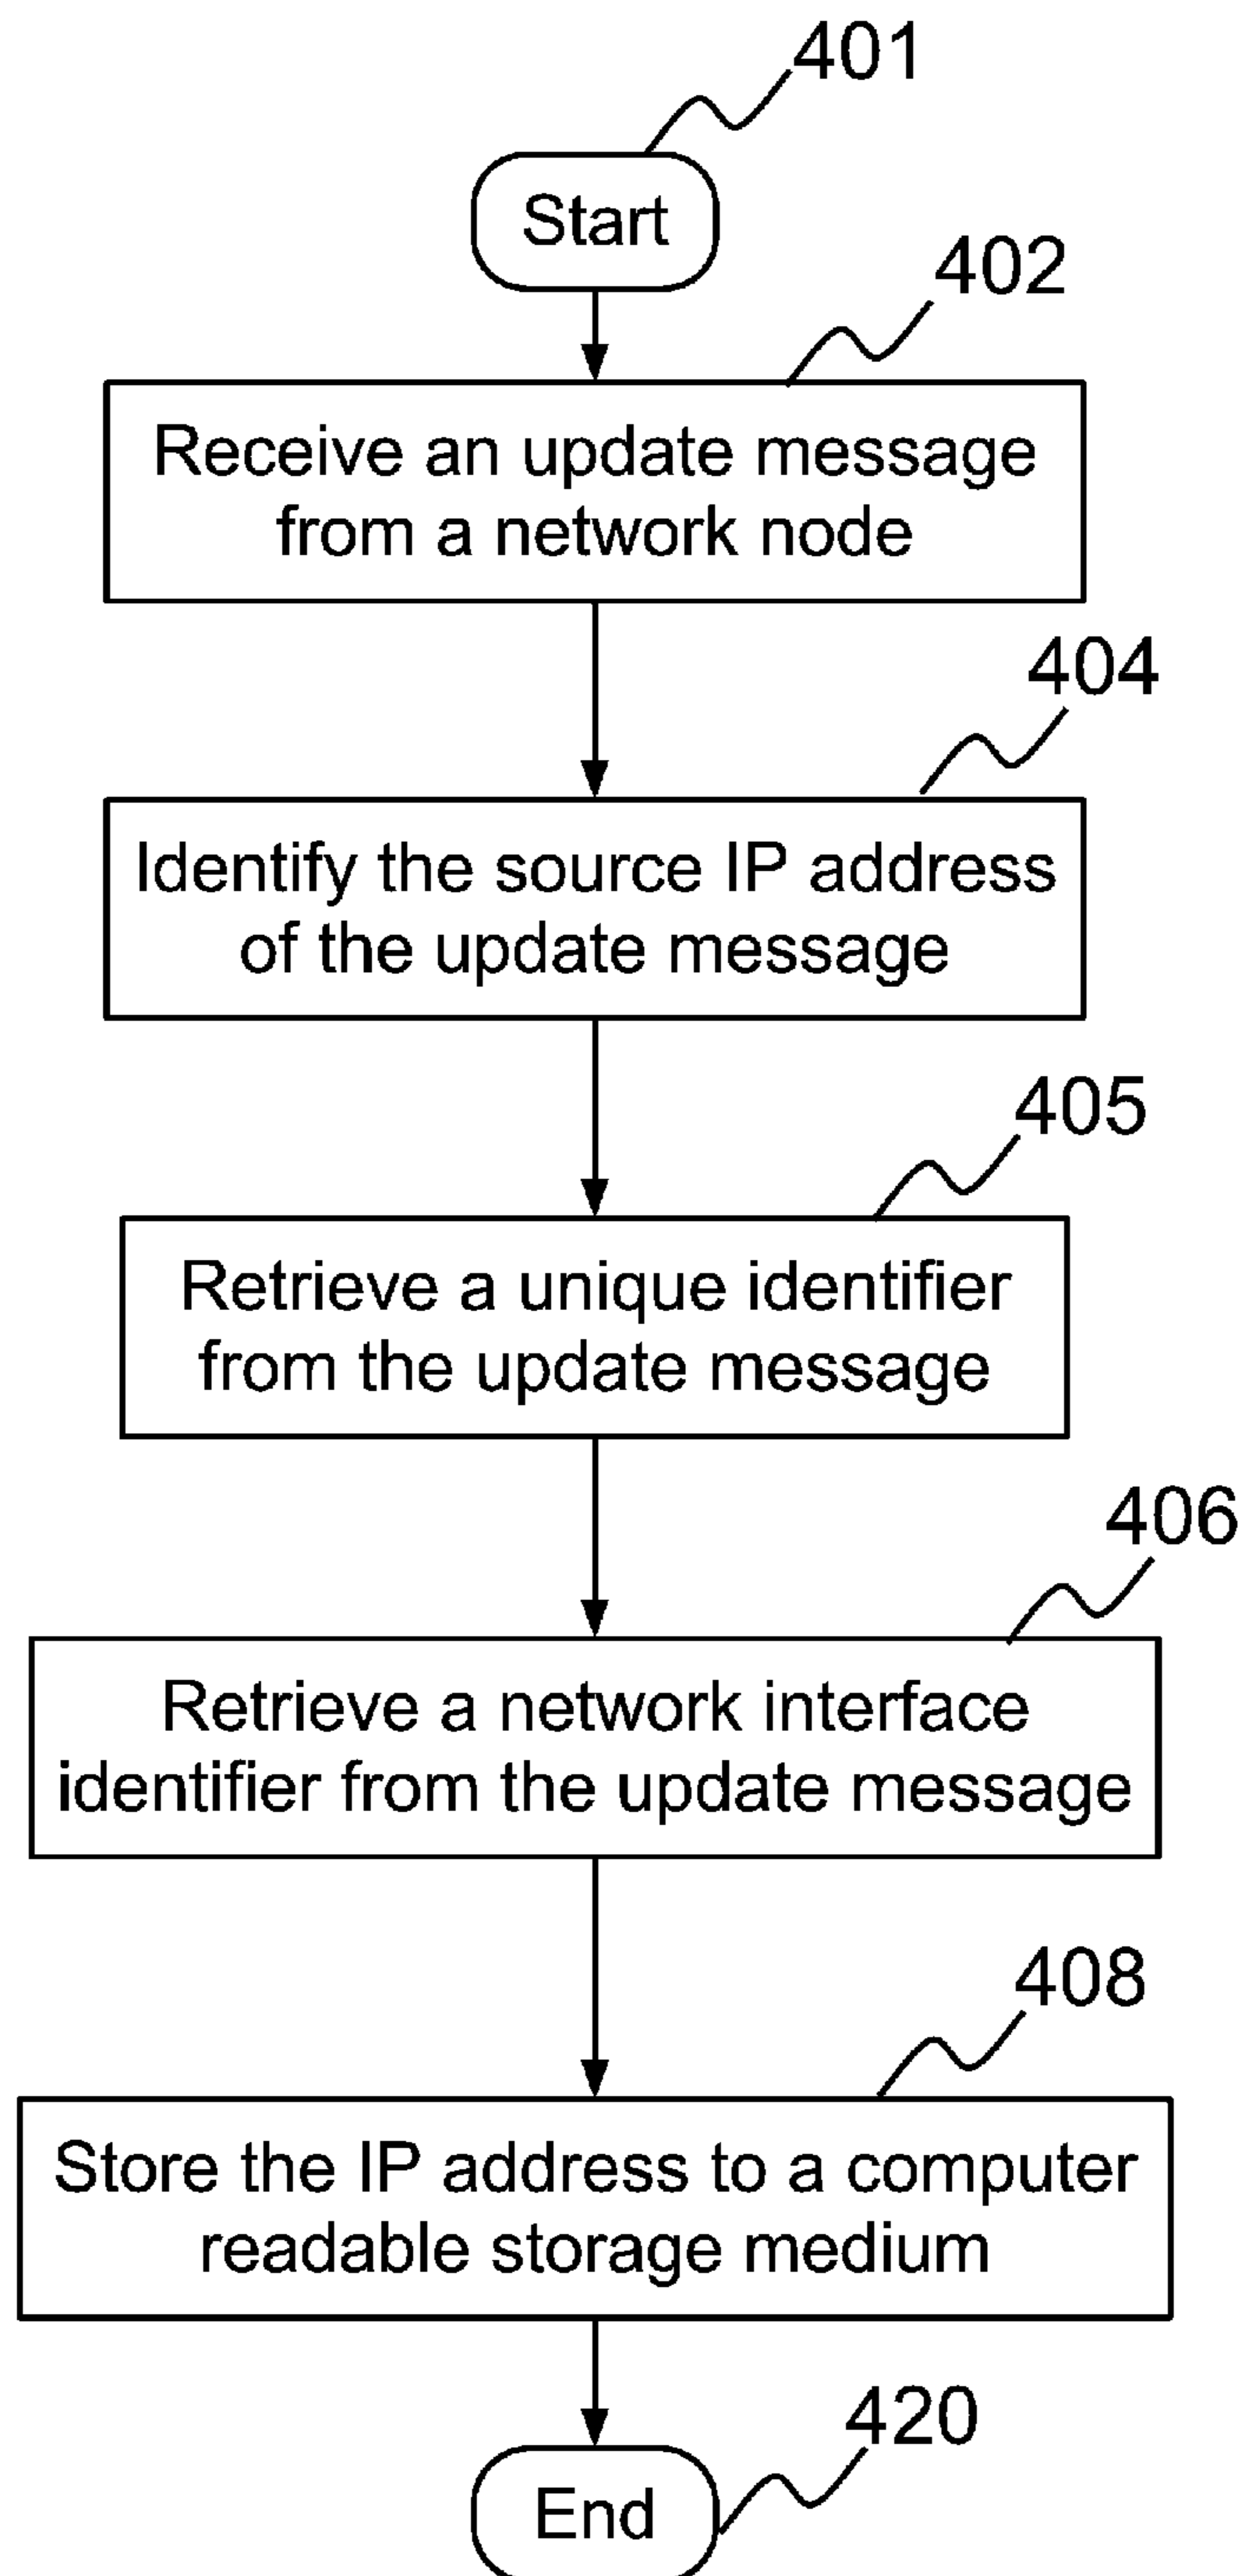 401
Start
402
Receive an update message
from a network node
404
Identify the source IP address
of the update message
405
Retrieve a unique identifier
from the update message
406
Retrieve a network interface
identifier from the update message
408
Store the IP address to a computer
readable storage medium
420
End